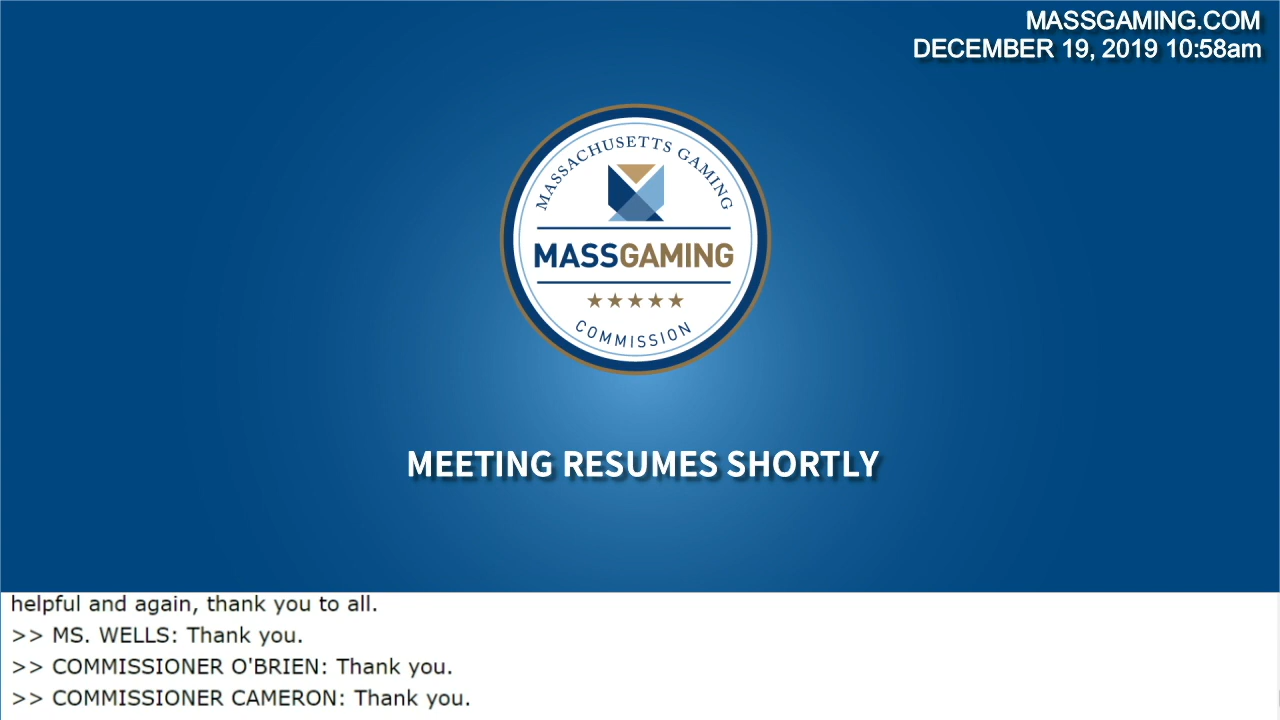 MASSGAMING.COM
DECEMBER 19, 2019 10:58am
MASSACHUSETTS GAMING
MASSGAMING
COMMISSION
MEETING RESUMES SHORTLY
helpful and again, thank you to all.
>> MS. WELLS: Thank you.
>> COMMISSIONER O'BRIEN: Thank you.
>> COMMISSIONER CAMERON: Thank you.